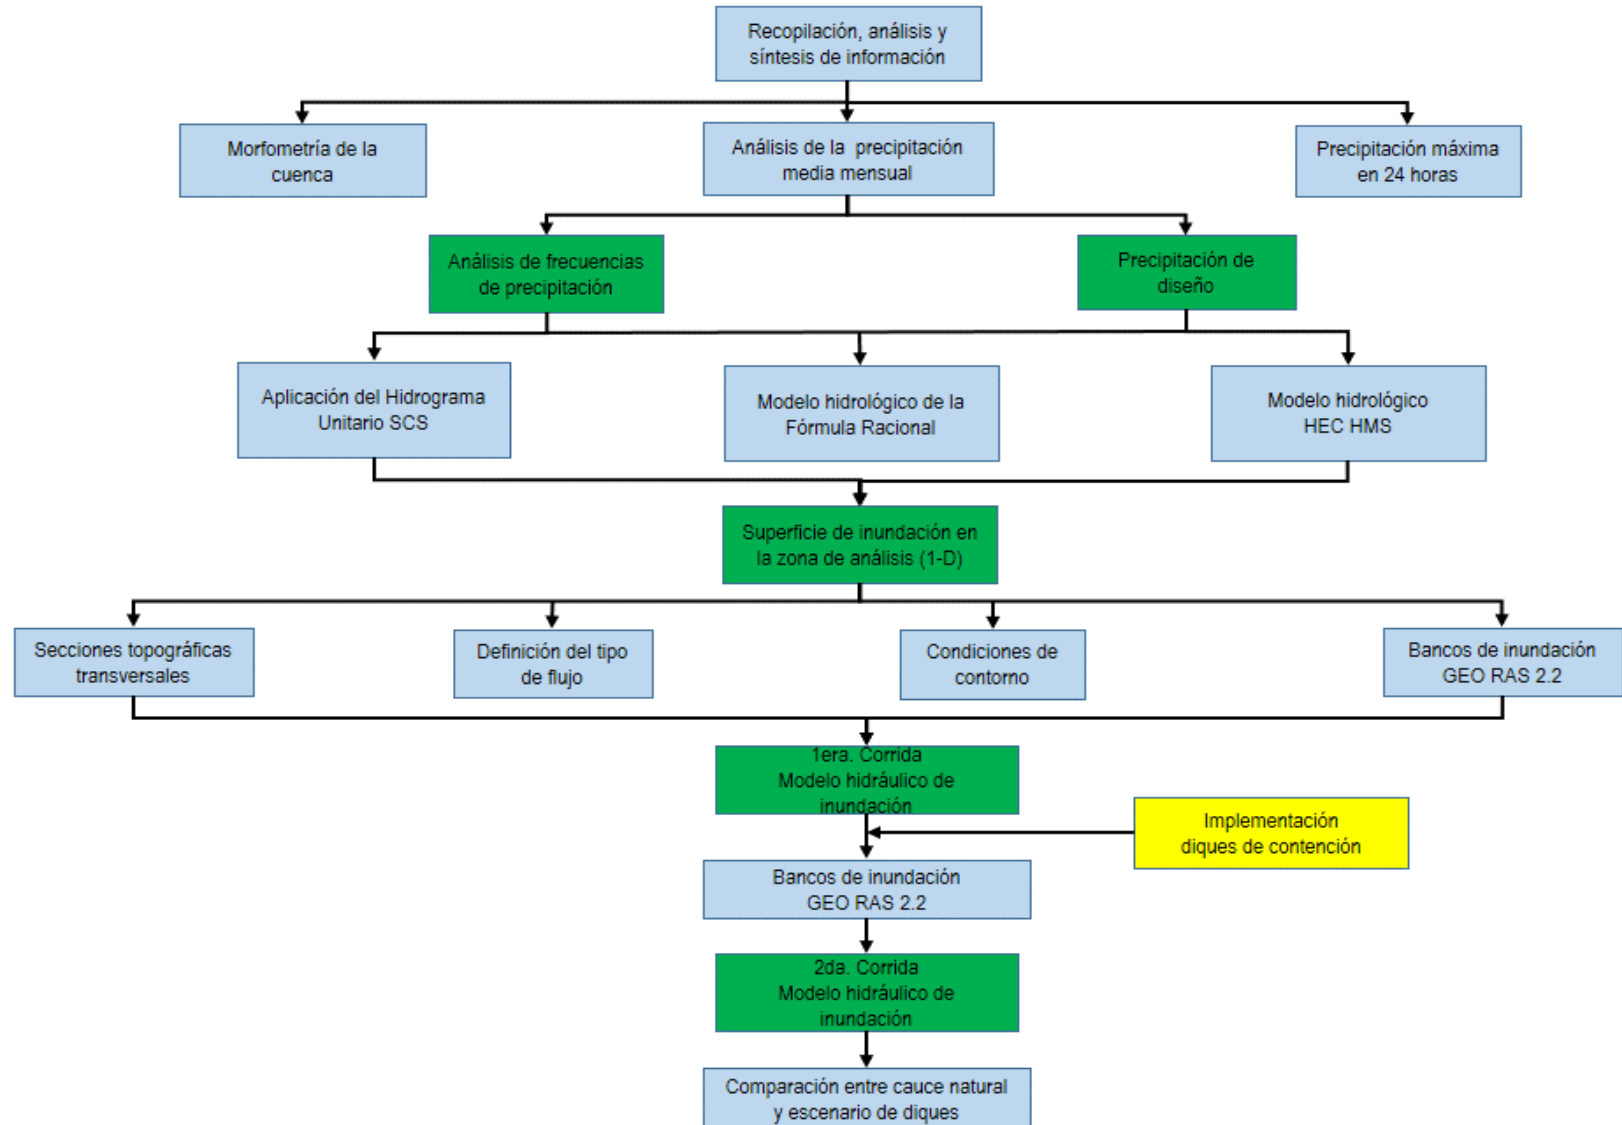 Recopilación, análisis y
síntesis de información
Morfometría de la
cuenca
Análisis de la precipitación
media mensual
Precipitación máxima
en 24 horas
Análisis de frecuencias
de precipitación
Precipitación de
diseño
Aplicación del Hidrograma
Unitario SCS
Modelo hidrológico de la
Fórmula Racional
Modelo hidrológico
HEC HMS
Superficie de inundación en
la zona de análisis (1-D)
Secciones topográficas
transversales
Definición del tipo
de flujo
Condiciones de
contorno
Bancos de inundación
GEO RAS 2.2
1era. Corrida
Modelo hidráulico de
inundación
Implementación
diques de contención
Bancos de inundación
GEO RAS 2.2
2da. Corrida
Modelo hidráulico de
inundación
Comparación entre cauce natural
y escenario de diques